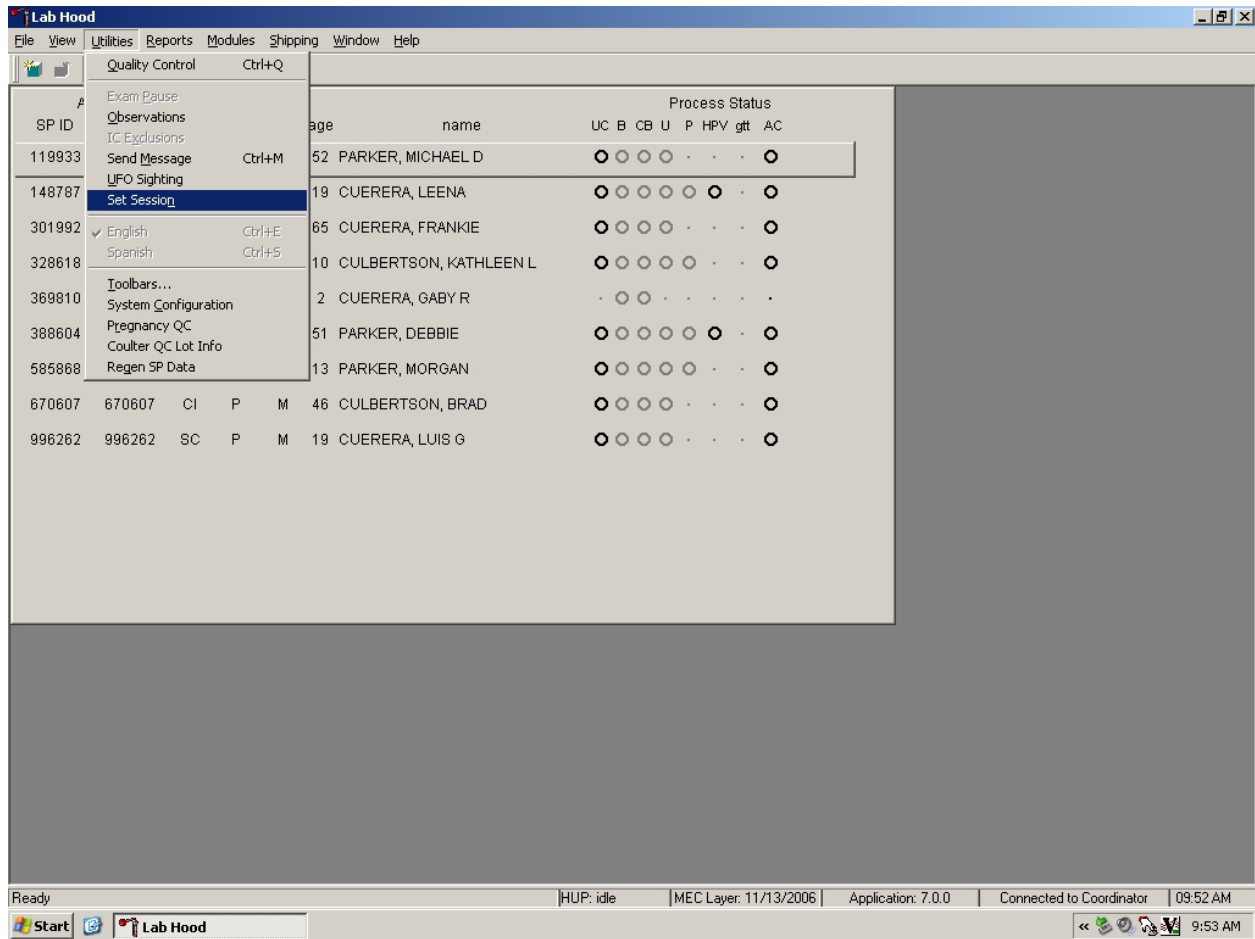 Lab Hood
File View Utilities Reports Modules Shipping Window Help
Quality Control Ctrl+Q
Exam Pause
Observations
IC Exclusions
Send Message Ctrl+M
UFO Sighting
Set Session
English Ctrl+E
Spanish Ctrl+S
Toolbars...
System Configuration
Pregnancy QC
Coulter QC Lot Info
Regen SP Data
Process Status
SP ID age name UC B CB U P HPV gtt AC
119933 52 PARKER, MICHAEL D
148787 19 CUERERA, LEENA
301992 65 CUERERA, FRANKIE
328618 10 CULBERTSON, KATHLEEN L
369810 2 CUERERA, GABY R
388604 51 PARKER, DEBBIE
585868 13 PARKER, MORGAN
670607 670607 CI P M 46 CULBERTSON, BRAD
996262 996262 SC P M 19 CUERERA, LUIS G
Ready HUP: idle MEC Layer: 11/13/2006 Application: 7.0.0 Connected to Coordinator 09:52 AM
Start Lab Hood « 9:53 AM